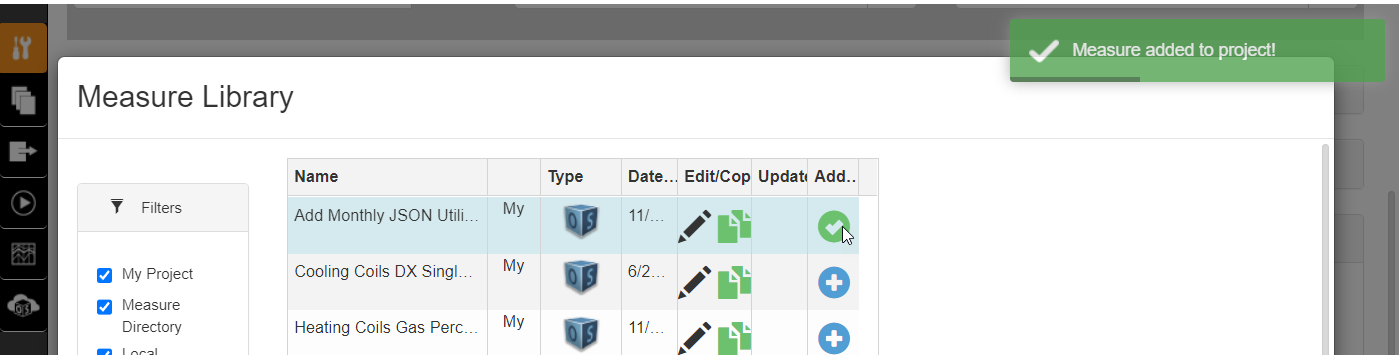 Measure added to project!
Measure Library
Name Type Date... Edit/Cop Update Add..
Filters
Add Monthly JSON Utili... My 11/...
My Project
Cooling Coils DX Singl... My 6/2...
Measure
Directory
Heating Coils Gas Perc... My 11/...
Local